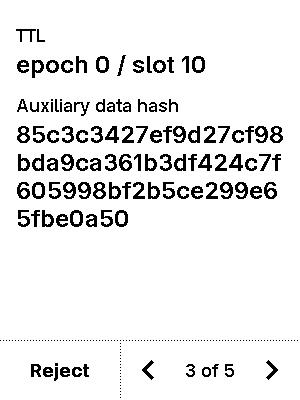 TTL
epoch 0 / slot 10
Auxiliary data hash
85c3c3427ef9d27cf98
bda9ca361b3df424c7f
605998bf2b5ce299e6
5fbe0a50
Reject
3 of 5